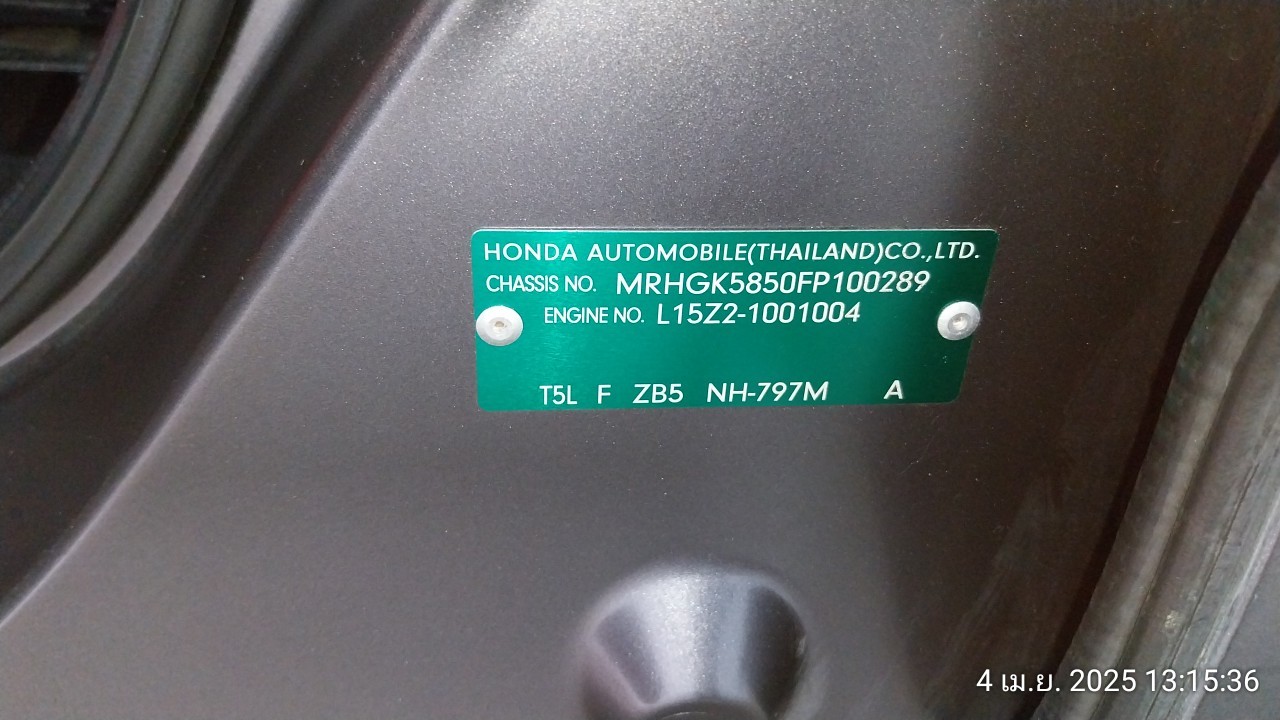 HONDA AUTOMOBILE(THAILAND)CO.,LTD.
CHASSIS NO. MRHGK5850FP100289
ENGINE NO. L15Z2-1001004
T5L F ZB5 NH-797M A
4 เม.ย. 2025 13:15:36